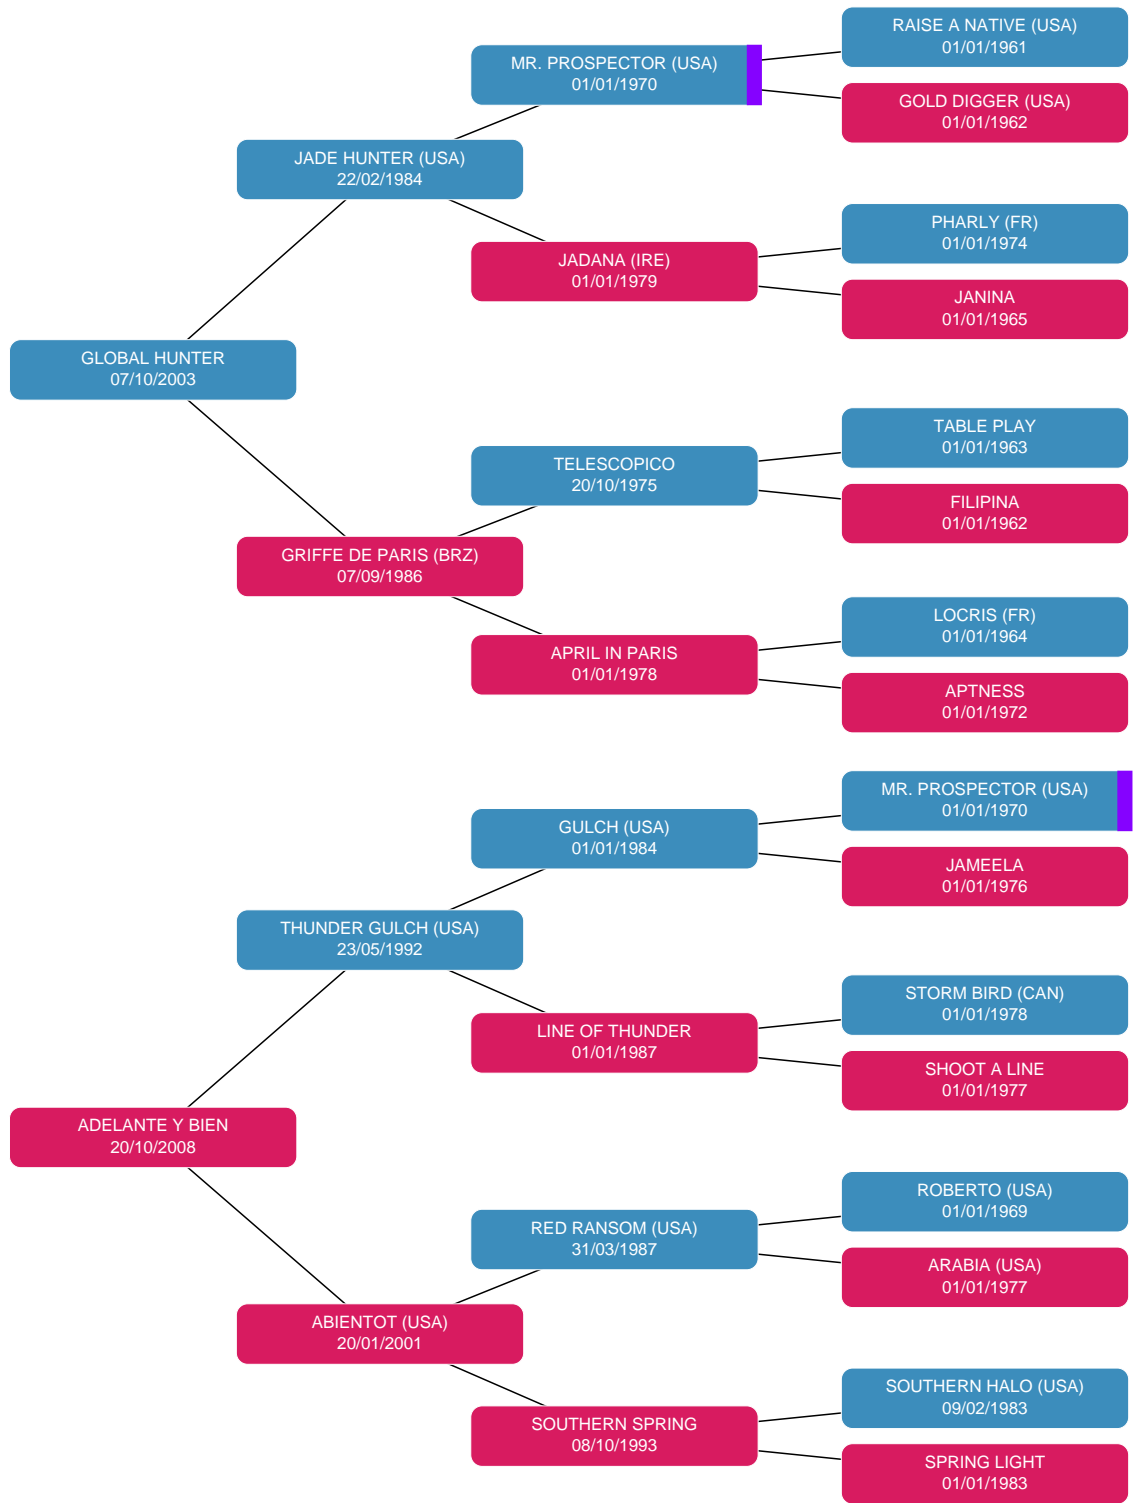 RAISE A NATIVE (USA)
01/01/1961
MR. PROSPECTOR (USA)
01/01/1970
GOLD DIGGER (USA)
01/01/1962
JADE HUNTER (USA)
22/02/1984
PHARLY (FR)
01/01/1974
JADANA (IRE)
01/01/1979
JANINA
01/01/1965
GLOBAL HUNTER
07/10/2003
TABLE PLAY
01/01/1963
TELESCOPICO
20/10/1975
FILIPINA
01/01/1962
GRIFFE DE PARIS (BRZ)
07/09/1986
LOCRIS (FR)
01/01/1964
APRIL IN PARIS
01/01/1978
APTNESS
01/01/1972
MR. PROSPECTOR (USA)
01/01/1970
GULCH (USA)
01/01/1984
JAMEELA
01/01/1976
THUNDER GULCH (USA)
23/05/1992
STORM BIRD (CAN)
01/01/1978
LINE OF THUNDER
01/01/1987
SHOOT A LINE
01/01/1977
ADELANTE Y BIEN
20/10/2008
ROBERTO (USA)
01/01/1969
RED RANSOM (USA)
31/03/1987
ARABIA (USA)
01/01/1977
ABIENTOT (USA)
20/01/2001
SOUTHERN HALO (USA)
09/02/1983
SOUTHERN SPRING
08/10/1993
SPRING LIGHT
01/01/1983